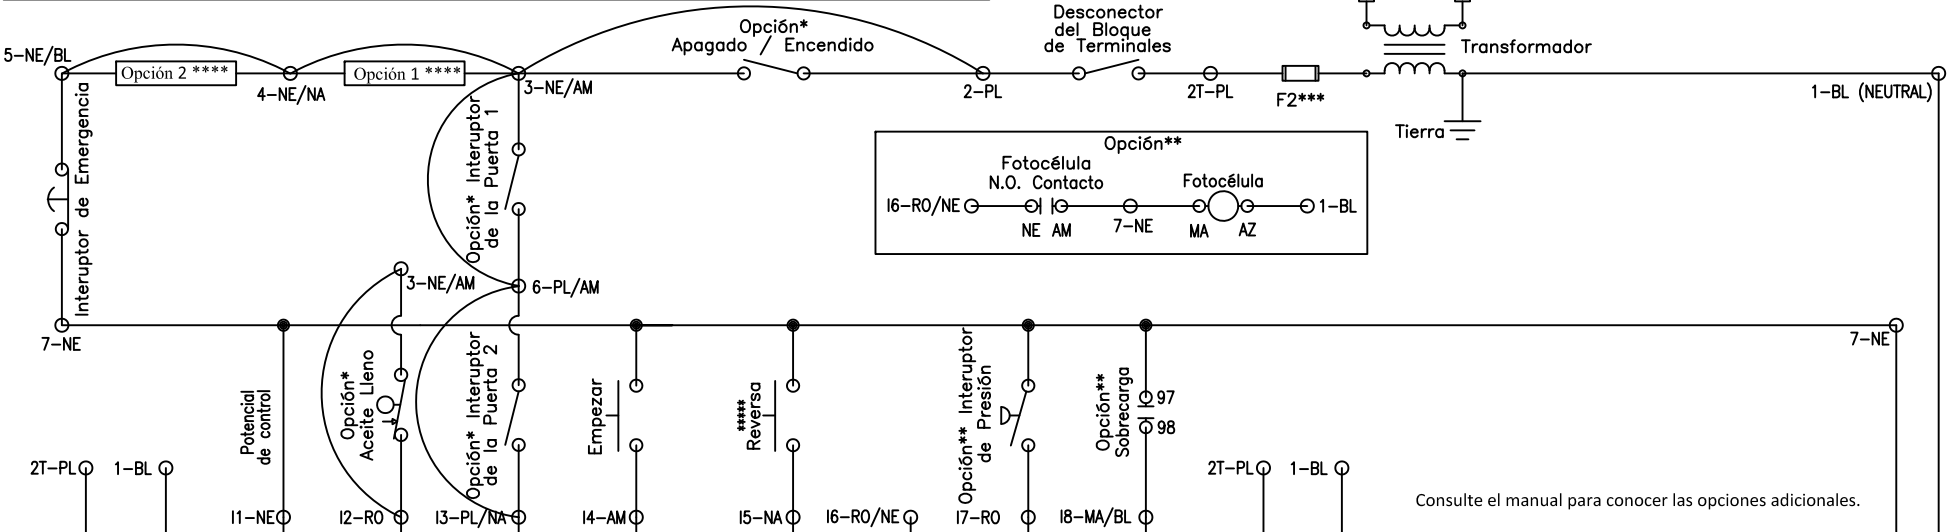 Opción*
Apagado / Encendido
Desconector
del Bloque
de Terminales
Transformador
5-NE/BL
Opción 2 ****
Opción 1 ****
4-NE/NA
3-NE/AM
2-PL
2T-PL
F2***
1-BL (NEUTRAL)
Tierra
Interuptor de Emergencia
Opción* Interuptor
de la Puerta 1
Opción**
Fotocélula
N.O. Contacto
Fotocélula
I6-RO/NE
NE AM
7-NE
MA
AZ
1-BL
3-NE/AM
6-PL/AM
7-NE
7-NE
Potencial
de control
Opción*
Aceite Lleno
Opción* Interuptor
de la Puerta 2
Empezar
*****
Reversa
Opción** Interuptor
de Presión
Opción**
Sobrecarga
97
98
2T-PL
1-BL
2T-PL
1-BL
Consulte el manual para conocer las opciones adicionales.
I1-NE
I2-RO
I3-PL/NA
I4-AM
I5-NA
I6-RO/NE
I7-RO
I8-MA/BL